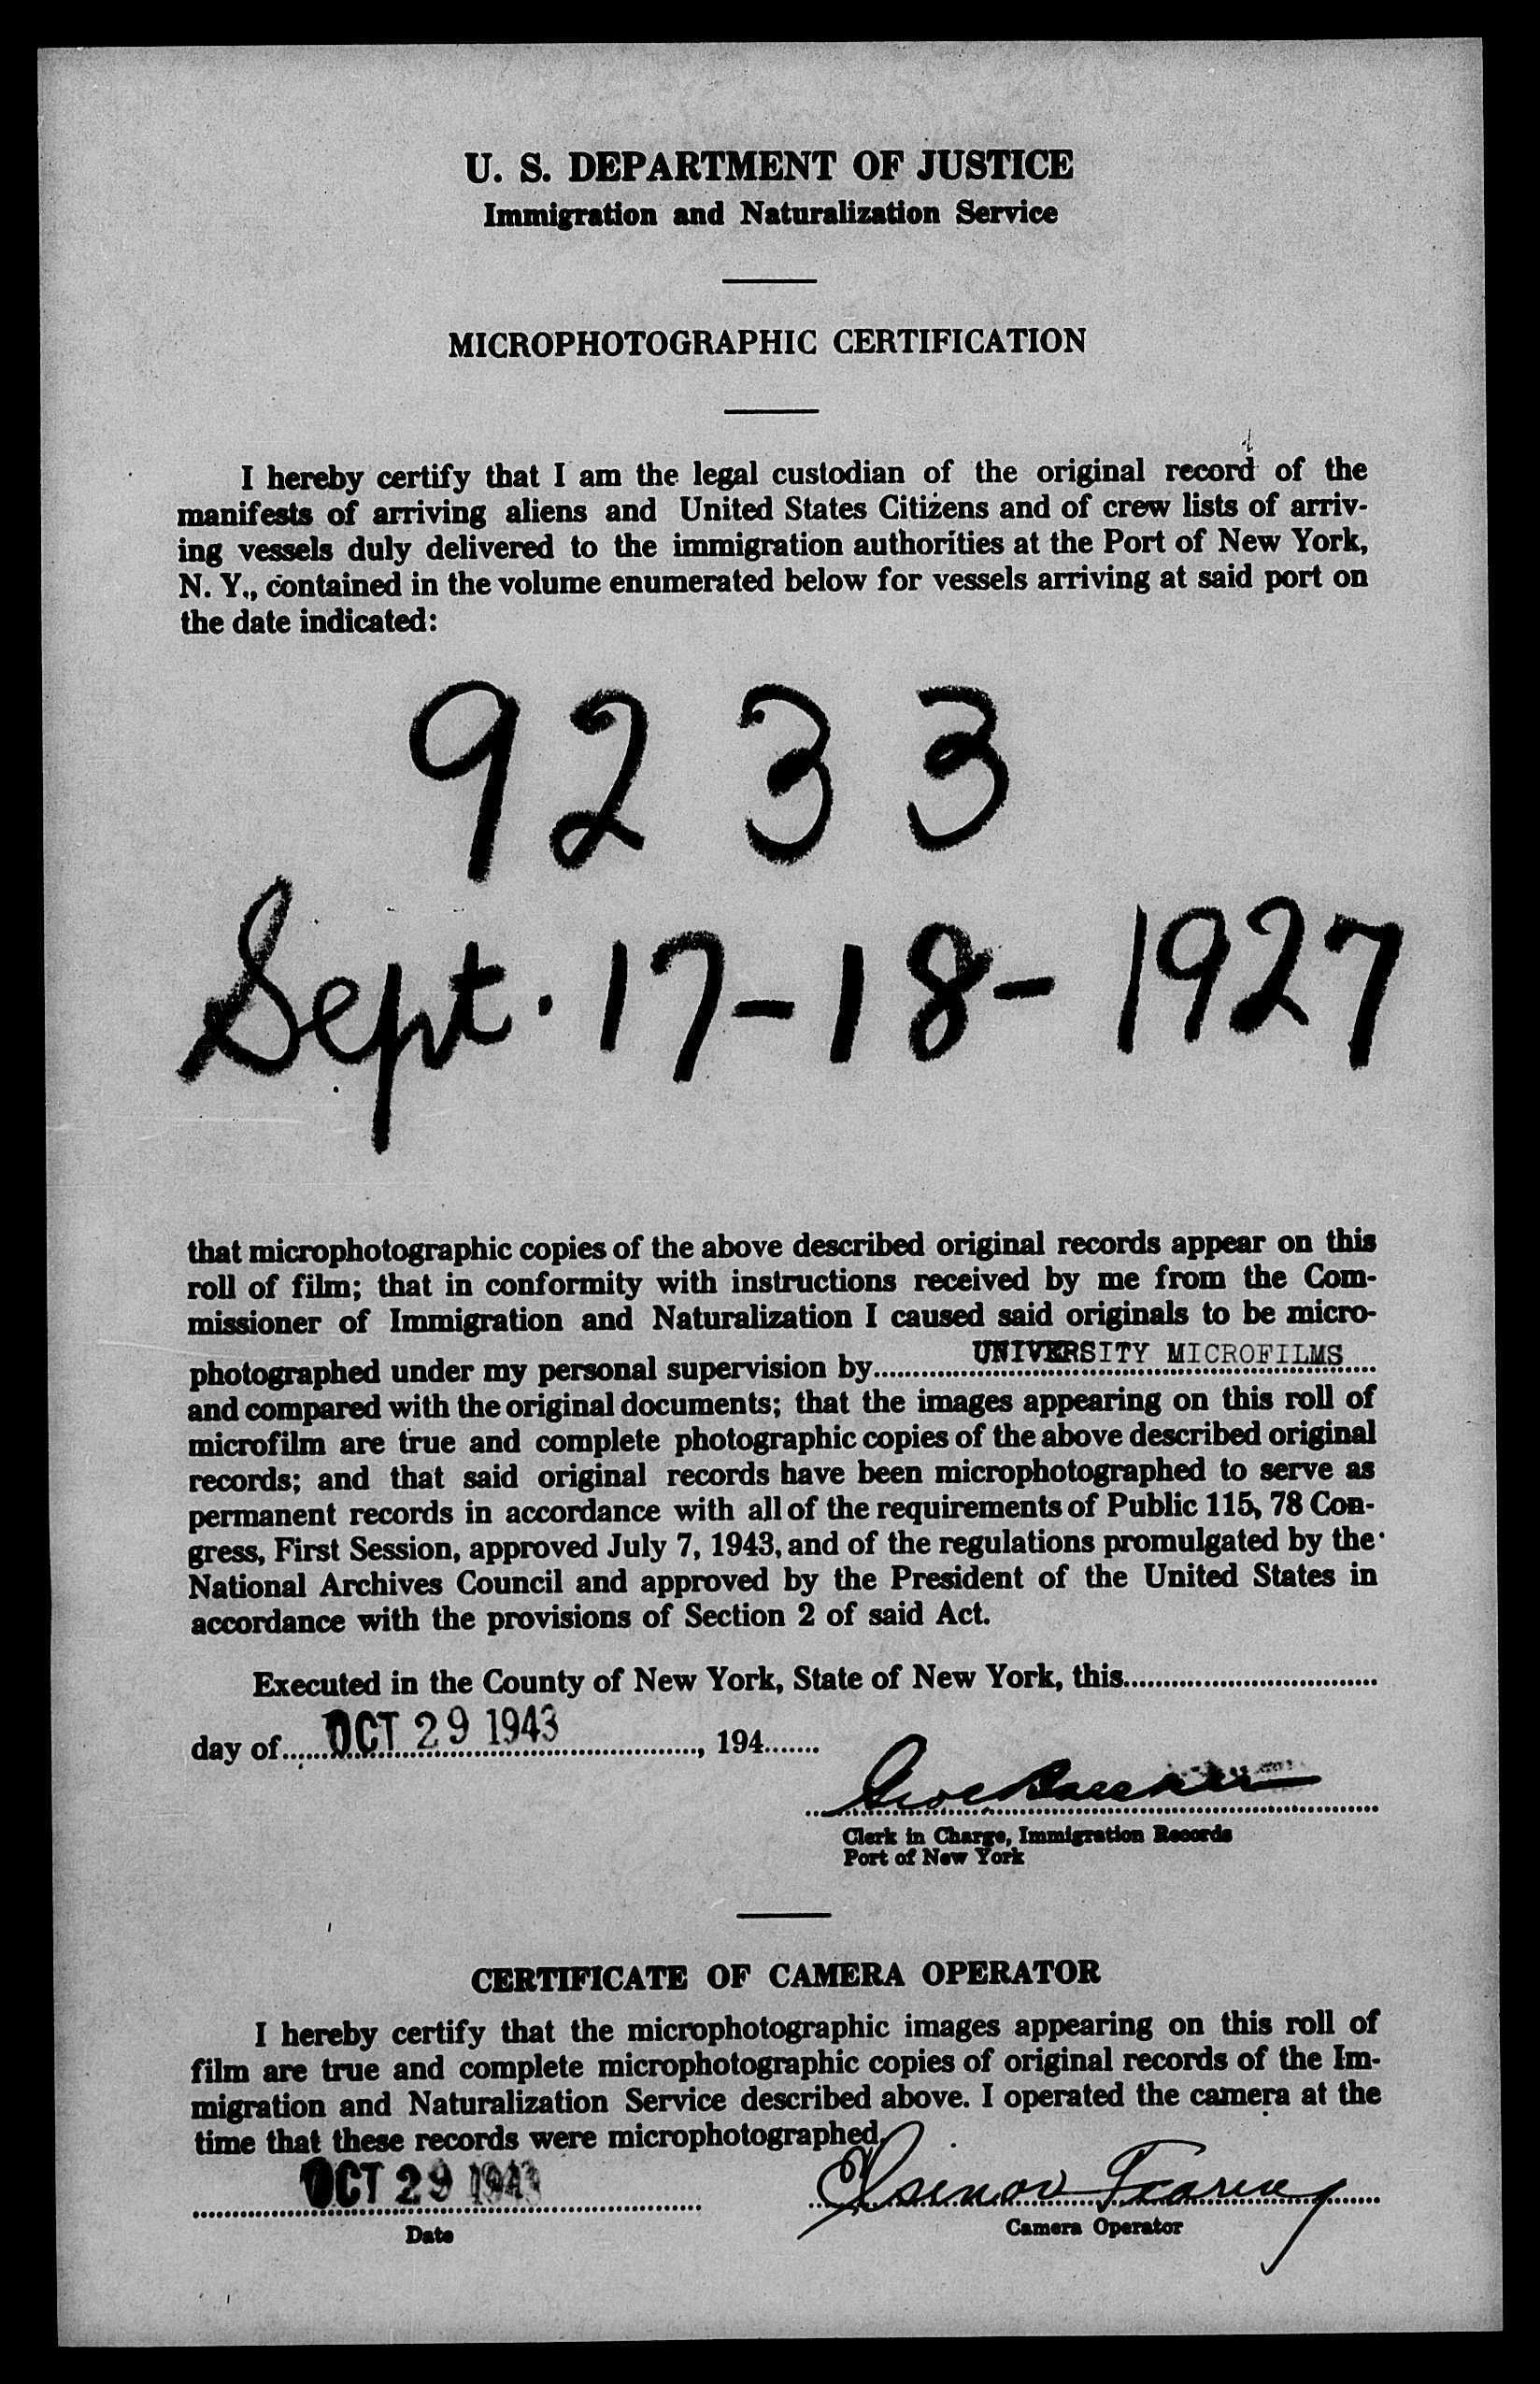 U. S. DEPARTMENT OF JUSTICE
Immigration and Naturalization Service
MICROPHOTOGRAPHIC CERTIFICATION
I hereby certify that I am the legal custodian of the original record of the
manifests of arriving aliens and United States Citizens and of crew lists of arriv-
ing vessels duly delivered to the immigration authorities at the Port of New York,
N. Y., contained in the volume enumerated below for vessels arriving at said port on
the date indicated:
9233
Sept. 17-18- 1927
that microphotographic copies of the above described original records appear on this
roll of film; that in conformity with instructions received by me from the Com-
missioner of Immigration and Naturalization I caused said originals to be micro-
photographed under my personal supervision by UNIVERSITY MICROFILMS
and compared with the original documents; that the images appearing on this roll of
microfilm are true and complete photographic copies of the above described original
records; and that said original records have been microphotographed to serve as
permanent records in accordance with all of the requirements of Public 115, 78 Con-
gress, First Session, approved July 7, 1943, and of the regulations promulgated by the
National Archives Council and approved by the President of the United States in
accordance with the provisions of Section 2 of said Act.
Executed in the County of New York, State of New York, this
day of OCT 29 1943, 194
Clerk in Charge, Immigration Records
Port of New York
CERTIFICATE OF CAMERA OPERATOR
I hereby certify that the microphotographic images appearing on this roll of
film are true and complete microphotographic copies of original records of the Im-
migration and Naturalization Service described above. I operated the camera at the
time that these records were microphotographed.
OCT 29 1943
Date
Camera Operator